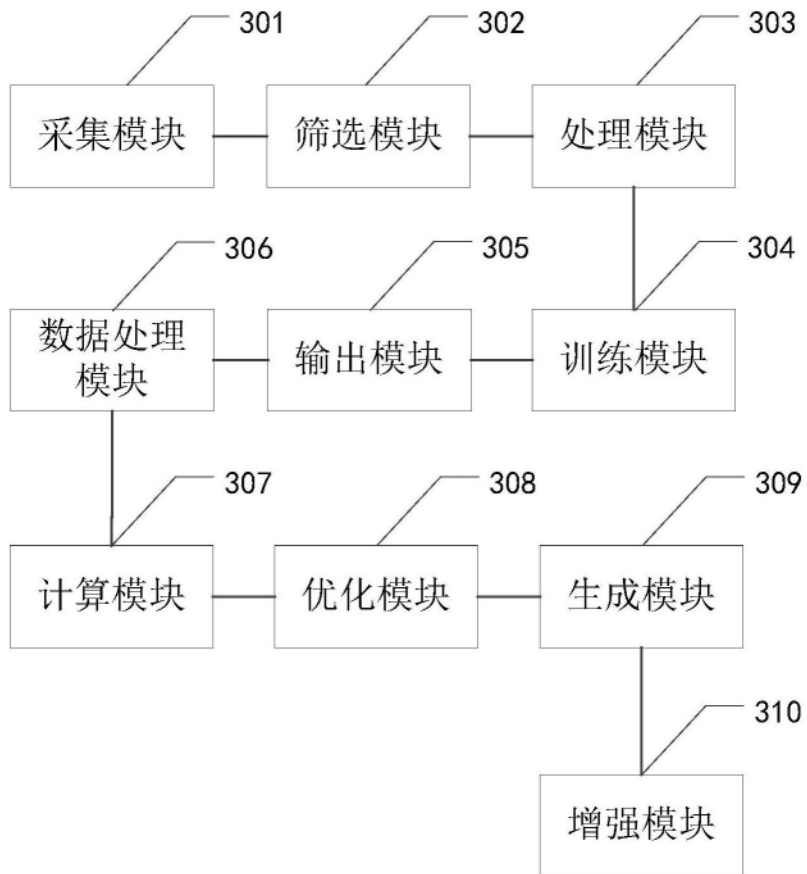 301
302
303
采集模块
筛选模块
处理模块
306
305
304
数据处理
模块
输出模块
训练模块
307
308
309
计算模块
优化模块
生成模块
310
增强模块